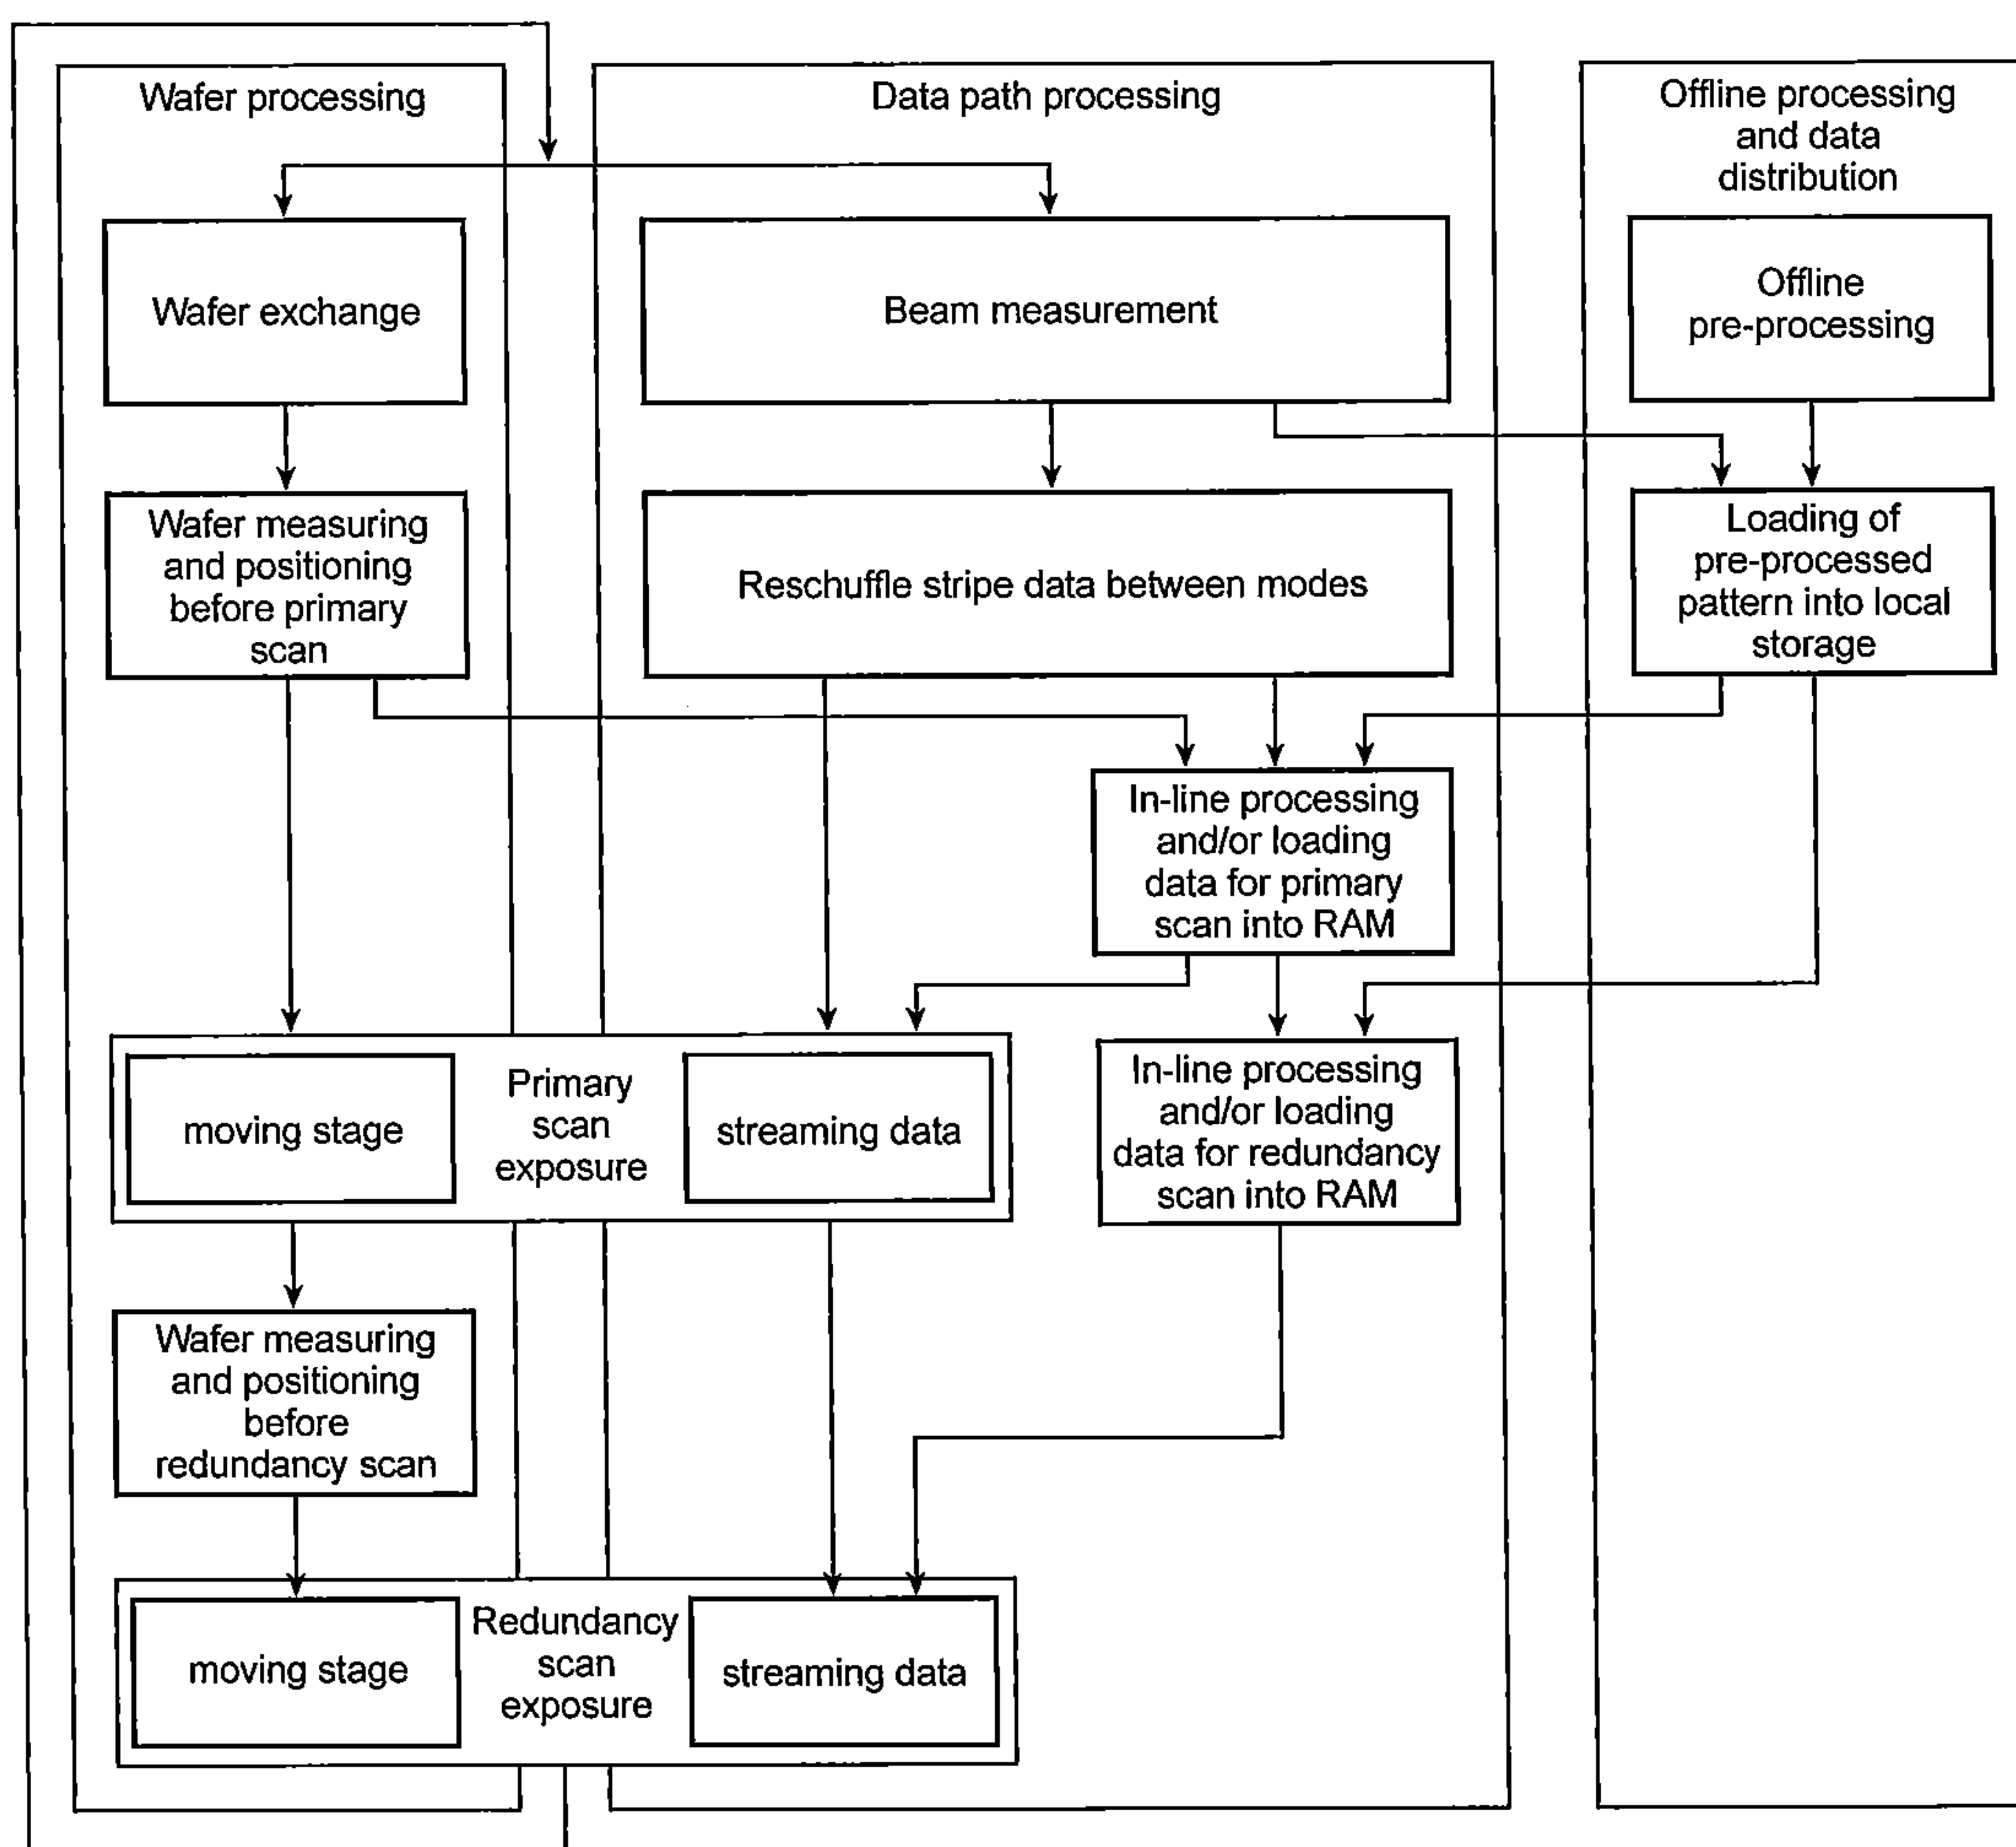 Wafer processing
Data path processing
Offline processing
and data
distribution
Wafer exchange
Beam measurement
Offline
pre-processing
Wafer measuring
and positioning
before primary
scan
Reschuffle stripe data between modes
Loading of
pre-processed
pattern into local
storage
In-line processing
and/or loading
data for primary
scan into RAM
moving stage
Primary
scan
exposure
streaming data
In-line processing
and/or loading
data for redundancy
scan into RAM
Wafer measuring
and positioning
before
redundancy scan
moving stage
Redundancy
scan
exposure
streaming data